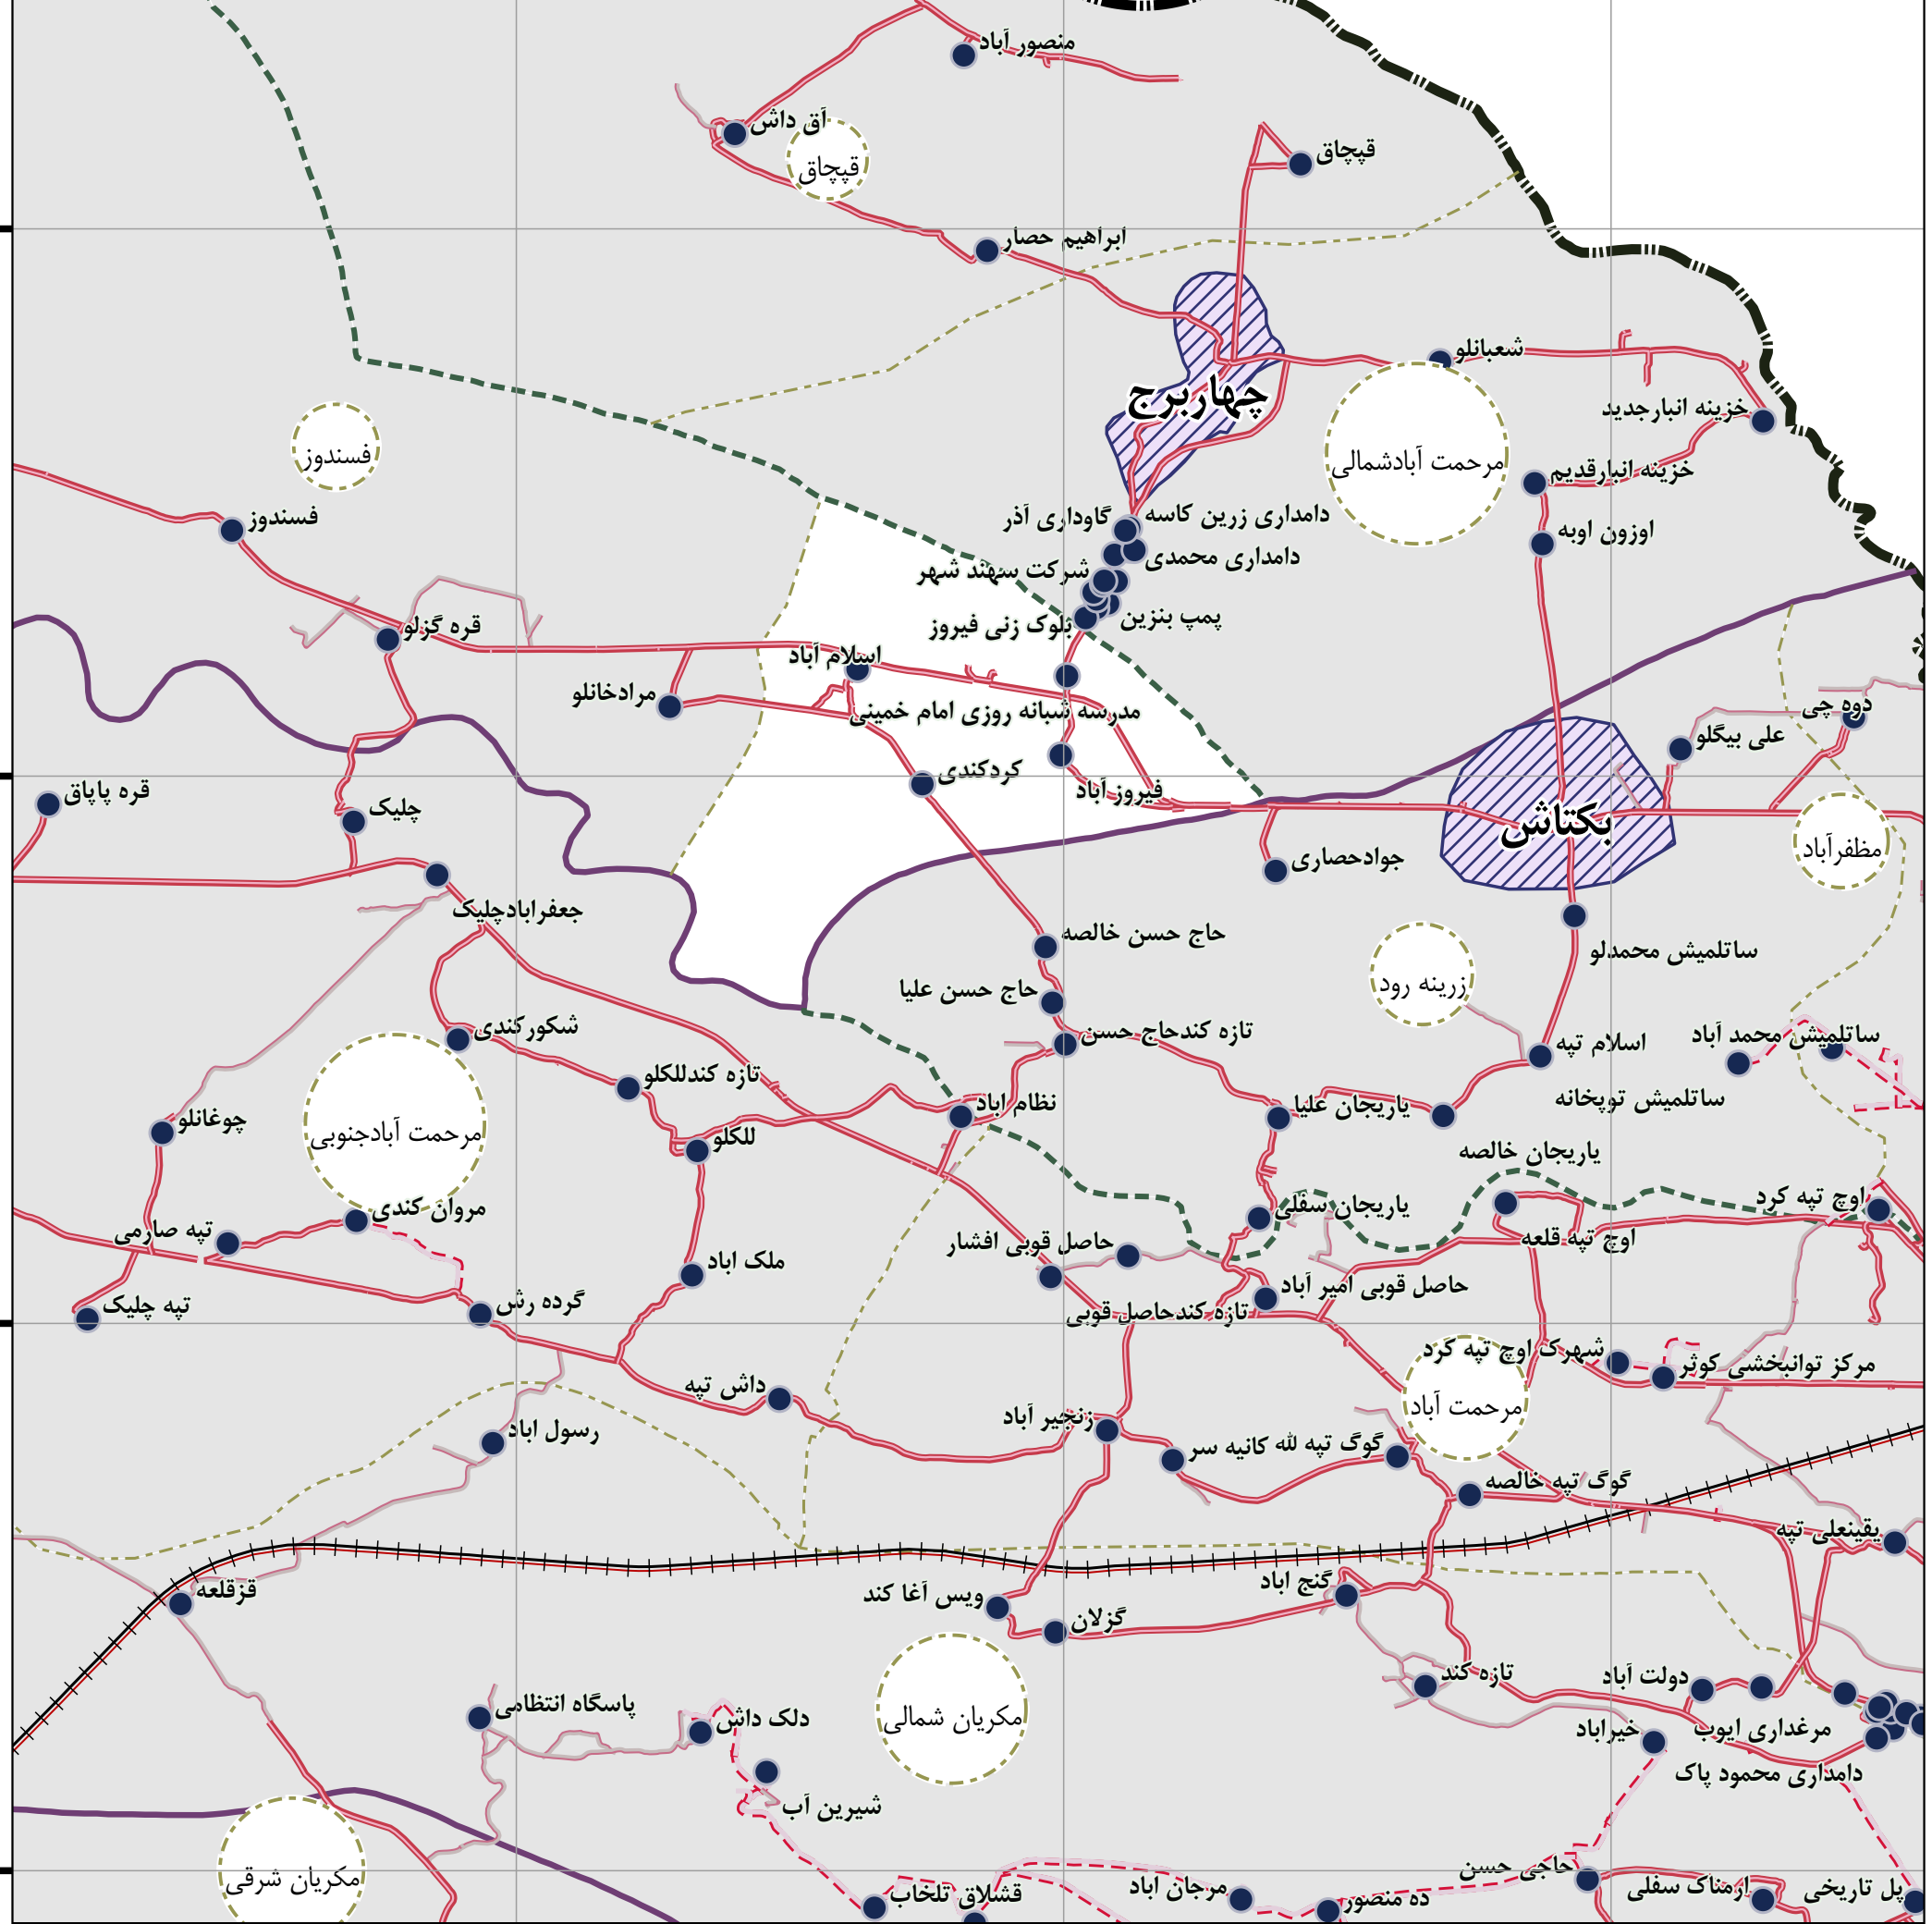 منصور آباد
آق داش
قپچاق
قپچاق
ابراهیم حصار
شعبانلو
چهاربرج
خزینه انبارجدید
مرحمت آبادشمالی
فسندوز
خزینه انبارقدیم
فسندوز
گاوداری آذر
دامداری زرین کاسه
اوزون اوبه
دامداری محمدی
شرکت سهند شهر
پمپ بنزین
بلوک زنی فیروز
قره گزلو
اسلام آباد
مرادخانلو
مدرسه شبانه روزی امام خمینی
دوه چی
علی بیگلو
کردکندی
فیروز آباد
قره پاپاق
چلیک
بکتاش
مظفرآباد
جوادحصاری
جعفرابادچلیک
حاج حسن خالصه
ساتلمیش محمدلو
زرینه رود
حاج حسن علیا
شکورکندی
تازه کندحاج حسن
اسلام تپه
ساتلمیش محمد آباد
تازه کندللکلو
نظام اباد
یاریجان علیا
ساتلمیش توپخانه
چوغانلو
مرحمت آبادجنوبی
للکلو
یاریجان خالصه
مروان کندی
یاریجان سفلی
اوچ تپه کرد
تپه صارمی
حاصل قوبی افشار
اوچ تپه قلعه
ملک اباد
حاصل قوبی امیر آباد
تپه چلیک
گرده رش
تازه کندحاصل قوبی
شهرک اوچ تپه کرد
مرکز توانبخشی کوثر
داش تپه
مرحمت آباد
زنجیر آباد
رسول اباد
گوگ تپه لله کانیه سر
گوگ تپه خالصه
یقینعلی تپه
قزقلعه
ویس آغا کند
گنج اباد
گزلان
تازه کند
دولت آباد
پاسگاه انتظامی
دلک داش
مکریان شمالی
خیراباد
مرغداری ایوب
دامداری محمود پاک
شیرین آب
مکریان شرقی
قشلاق تلخاب
مرجان آباد
ده منصور
حاجی حسن
ارمناک سفلی
پل تاریخی